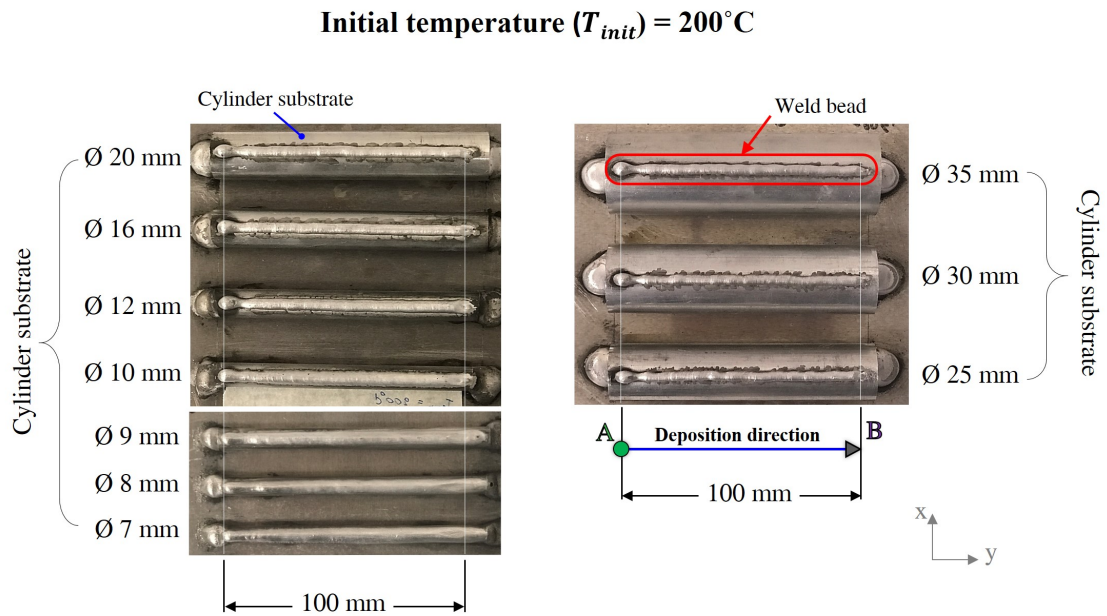 Initial temperature (T_init) = 200°C
Cylinder substrate
Weld bead
Ø 20 mm
Ø 16 mm
Ø 12 mm
Ø 10 mm
Ø 9 mm
Ø 8 mm
Ø 7 mm
Cylinder substrate
100 mm
Ø 35 mm
Ø 30 mm
Ø 25 mm
Cylinder substrate
A
Deposition direction
B
100 mm
x
y